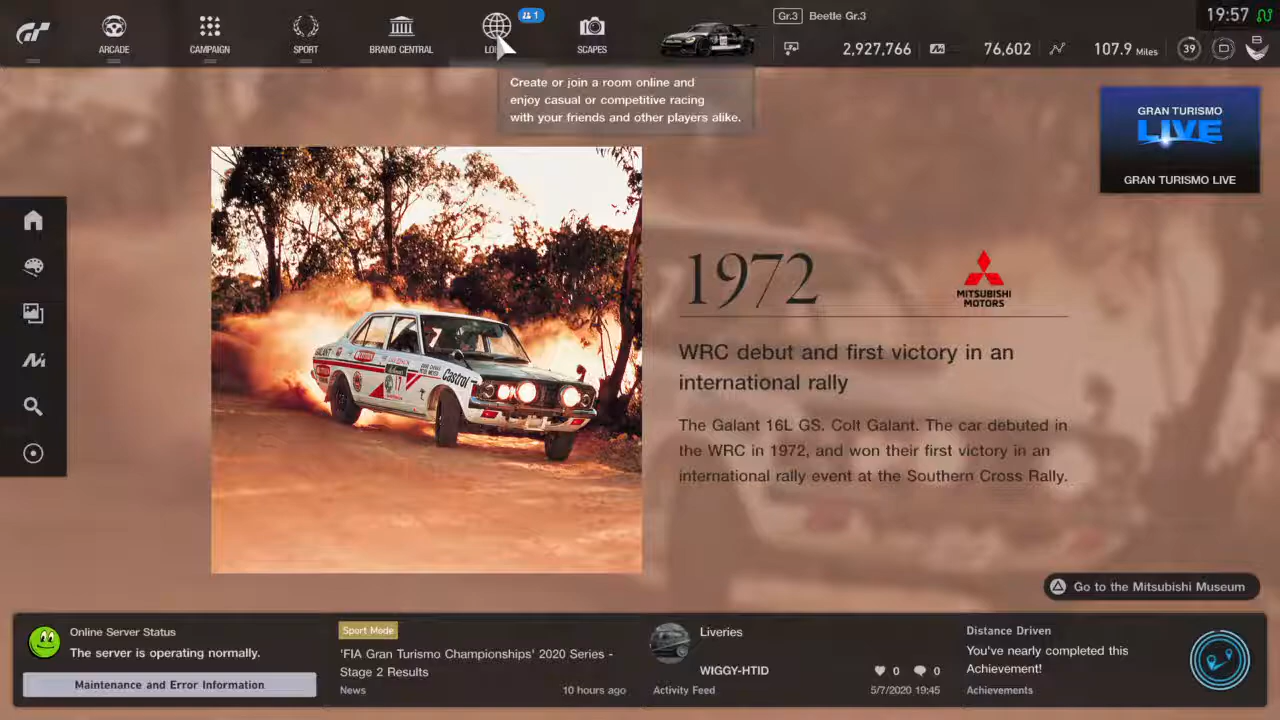 ARCADE
CAMPAIGN
SPORT
BRAND CENTRAL
SCAPES
1
Gr.3 Beetle Gr.3
2,927,766
76,602
107.9 Miles
39
19:57
Create or join a room online and
enjoy casual or competitive racing
with your friends and other players alike.
GRAN TURISMO
LIVE
GRAN TURISMO LIVE
Castrol
17
1972
MITSUBISHI
MOTORS
WRC debut and first victory in an
international rally
The Galant 16L GS. Colt Galant. The car debuted in
the WRC in 1972, and won their first victory in an
international rally event at the Southern Cross Rally.
Go to the Mitsubishi Museum
Online Server Status
The server is operating normally.
Maintenance and Error Information
Sport Mode
'FIA Gran Turismo Championships' 2020 Series -
Stage 2 Results
News 10 hours ago
Liveries
WIGGY-HTID
0 0
Activity Feed 5/7/2020 19:45
Distance Driven
You've nearly completed this
Achievement!
Achievements